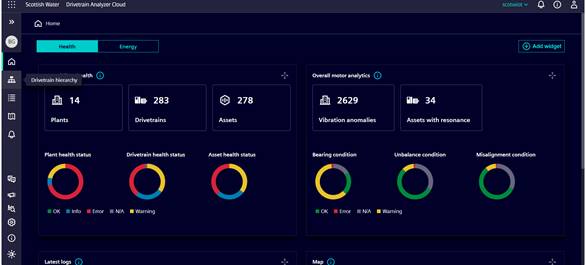 Scottish Water Drivetrain Analyzer Cloud
Home
BG
Health Energy Add widget
Drivetrain hierarchy
health Overall motor analytics
14 283 278 2629 34
Plants Drivetrains Assets Vibration anomalies Assets with resonance
Plant health status Drivetrain health status Asset health status Bearing condition Unbalance condition Misalignment condition
OK Info Error N/A Warning OK Error N/A Warning
Latest logs Map